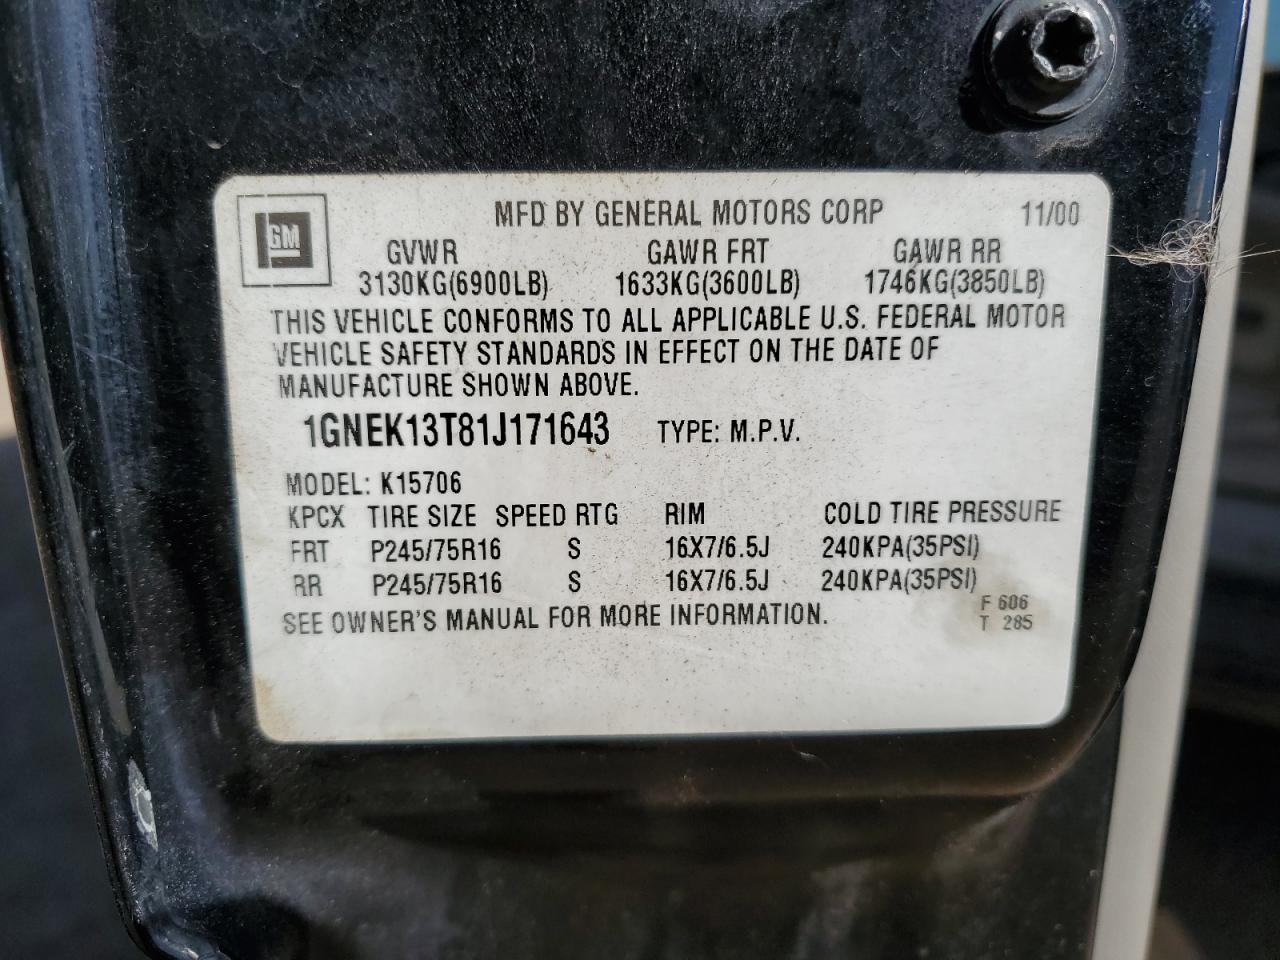 GM
MFD BY GENERAL MOTORS CORP 11/00
GVWR GAWR FRT GAWR RR
3130KG(6900LB) 1633KG(3600LB) 1746KG(3850LB)
THIS VEHICLE CONFORMS TO ALL APPLICABLE U.S. FEDERAL MOTOR
VEHICLE SAFETY STANDARDS IN EFFECT ON THE DATE OF
MANUFACTURE SHOWN ABOVE.
1GNEK13T81J171643 TYPE: M.P.V.
MODEL: K15706
KPCX TIRE SIZE SPEED RTG RIM COLD TIRE PRESSURE
FRT P245/75R16 S 16X7/6.5J 240KPA(35PSI)
RR P245/75R16 S 16X7/6.5J 240KPA(35PSI)
SEE OWNER'S MANUAL FOR MORE INFORMATION.
F 606
T 285